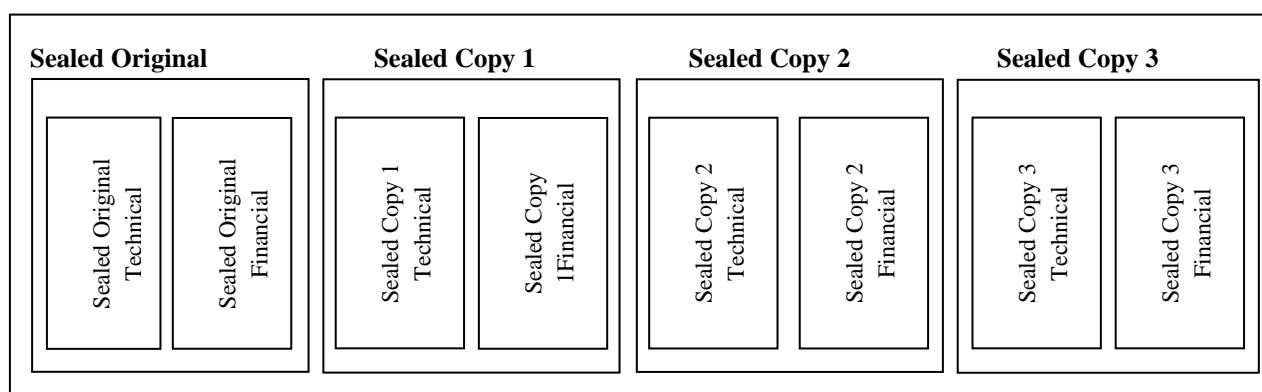 Sealed Original
Sealed Copy 1
Sealed Copy 2
Sealed Copy 3
Sealed Original
Technical
Sealed Original
Financial
Sealed Copy 1
Technical
Sealed Copy
1Financial
Sealed Copy 2
Technical
Sealed Copy 2
Financial
Sealed Copy 3
Technical
Sealed Copy 3
Financial